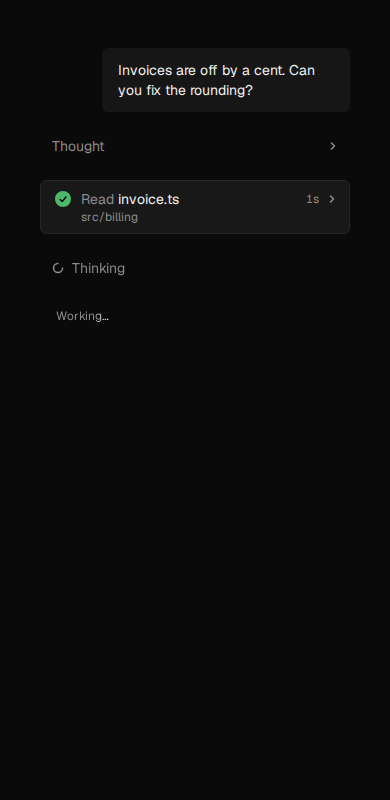 Invoices are off by a cent. Can
you fix the rounding?
Thought
Read invoice.ts 1s
src/billing
Thinking
Working…